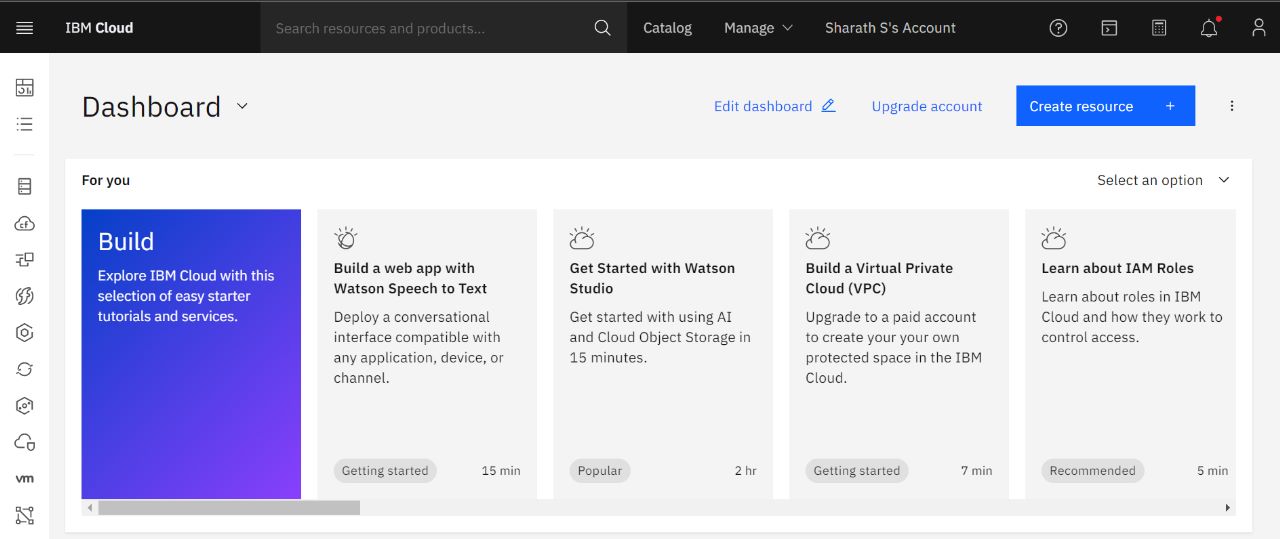 IBM Cloud
Search resources and products...
Catalog
Manage
Sharath S's Account
Dashboard
Edit dashboard
Upgrade account
Create resource +
For you
Select an option
Build
Explore IBM Cloud with this
selection of easy starter
tutorials and services.
Build a web app with
Watson Speech to Text
Deploy a conversational
interface compatible with
any application, device, or
channel.
Getting started
15 min
Get Started with Watson
Studio
Get started with using AI
and Cloud Object Storage in
15 minutes.
Popular
2 hr
Build a Virtual Private
Cloud (VPC)
Upgrade to a paid account
to create your your own
protected space in the IBM
Cloud.
Getting started
7 min
Learn about IAM Roles
Learn about roles in IBM
Cloud and how they work to
control access.
Recommended
5 min
cf
vm